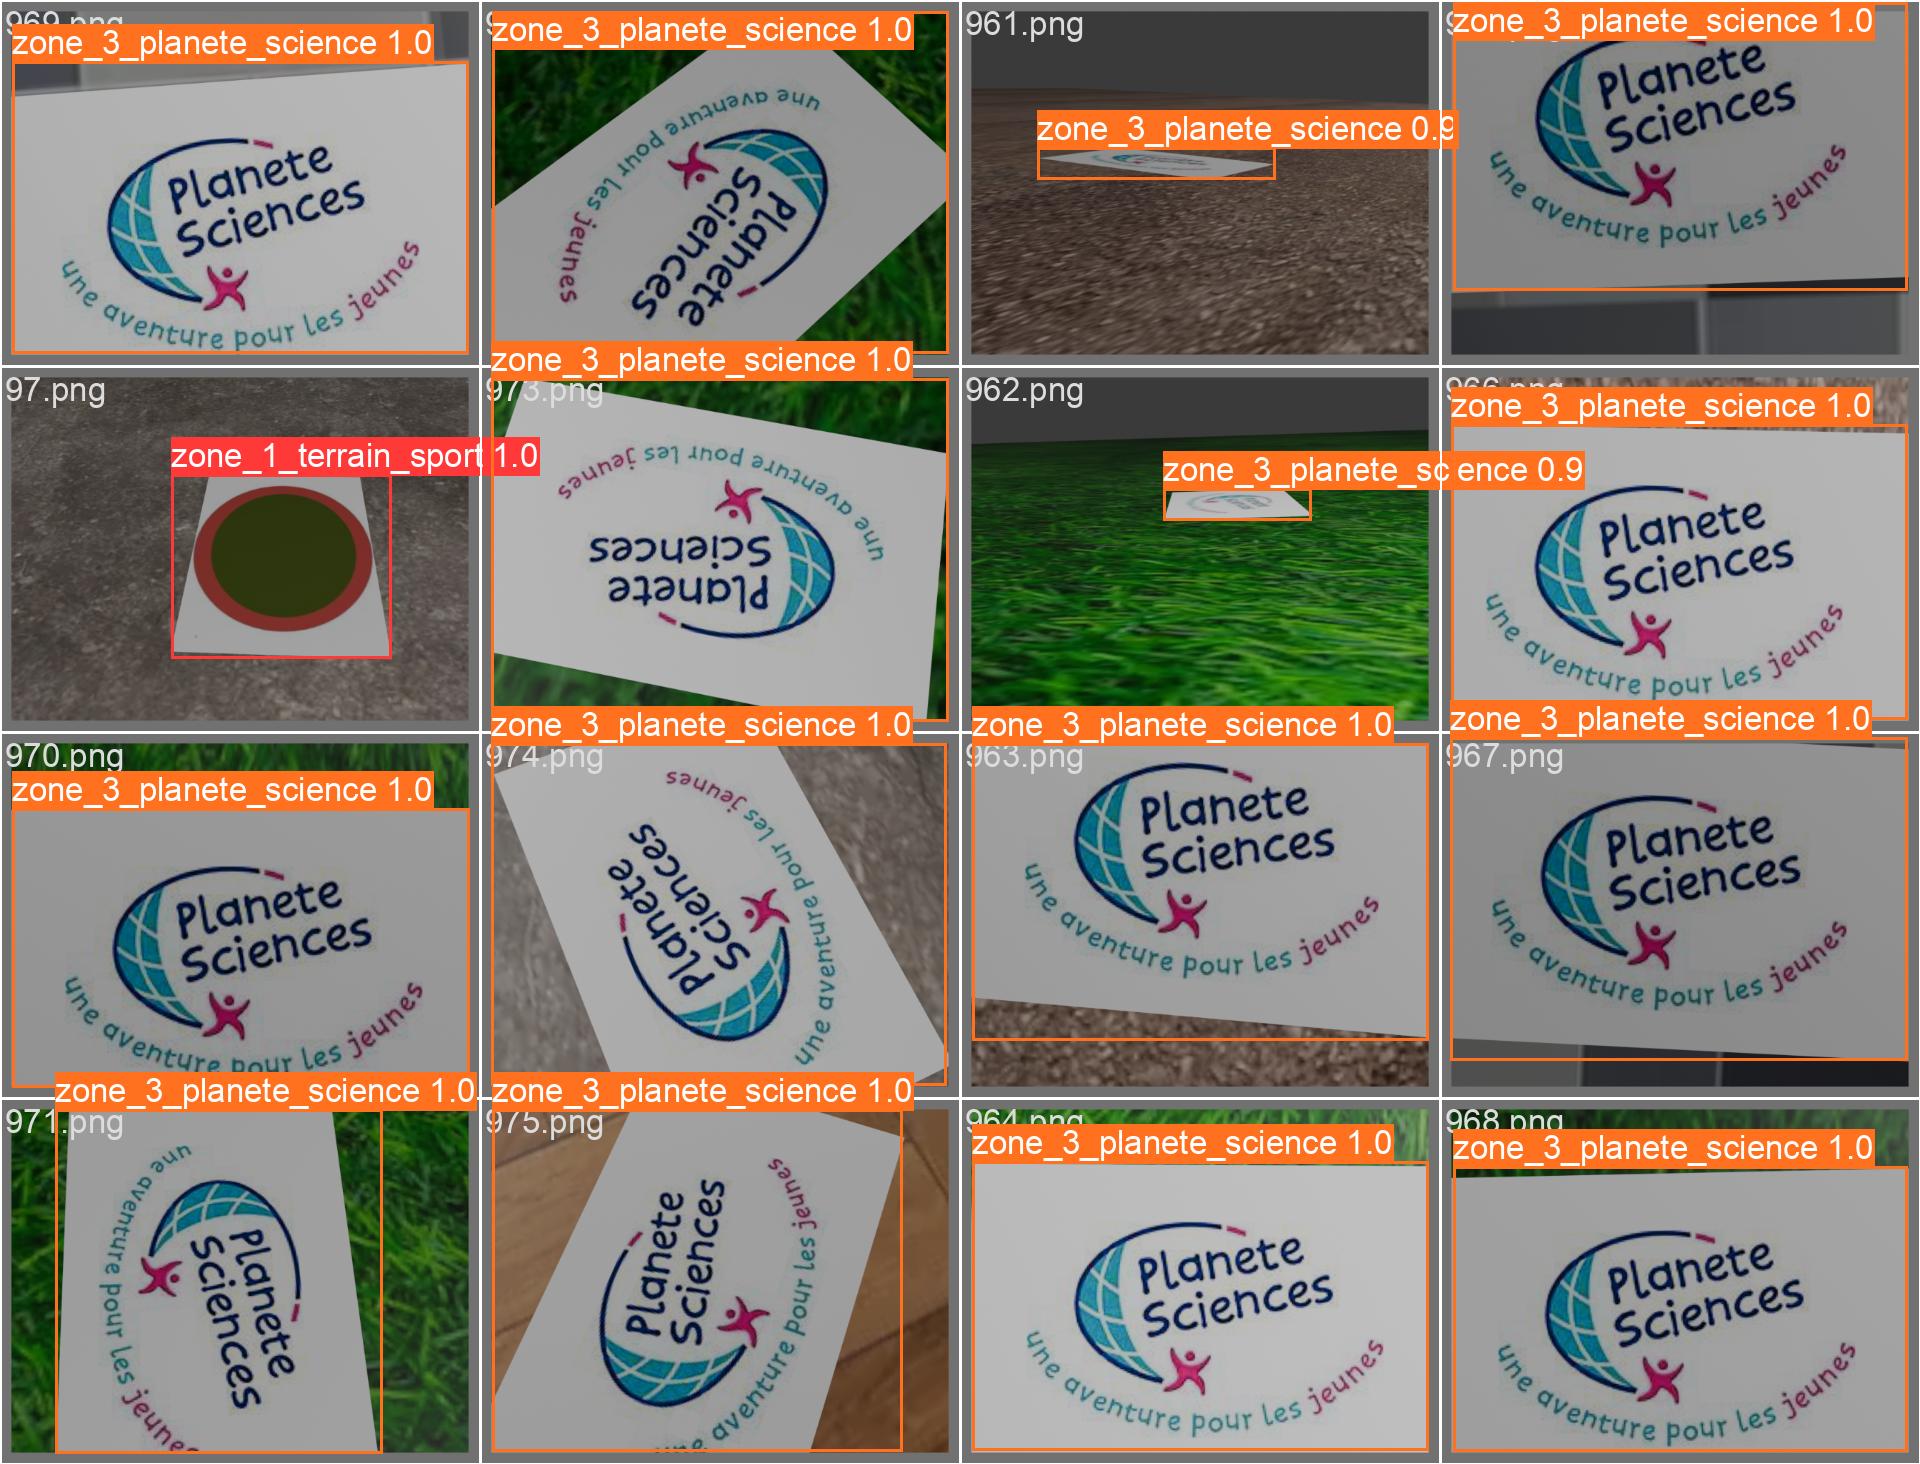 969.png
zone_3_planete_science 1.0
Planete
Sciences
une aventure pour les jeunes
zone_3_planete_science 1.0
une aventure pour les jeunes
Planete
Sciences
961.png
zone_3_planete_science 0.9
zone_3_planete_science 1.0
Planete
Sciences
une aventure pour les jeunes
97.png
zone_1_terrain_sport 1.0
zone_3_planete_science 1.0
973.png
une aventure pour les jeunes
Planete
Sciences
962.png
zone_3_planete_science 0.9
966.png
zone_3_planete_science 1.0
Planete
Sciences
une aventure pour les jeunes
970.png
zone_3_planete_science 1.0
Planete
Sciences
une aventure pour les jeunes
zone_3_planete_science 1.0
974.png
Planete
Sciences
une aventure pour les jeunes
zone_3_planete_science 1.0
963.png
Planete
Sciences
une aventure pour les jeunes
zone_3_planete_science 1.0
967.png
Planete
Sciences
une aventure pour les jeunes
zone_3_planete_science 1.0
971.png
une aventure pour les jeunes
Planete
Sciences
zone_3_planete_science 1.0
975.png
Planete
Sciences
une aventure pour les jeunes
964.png
zone_3_planete_science 1.0
Planete
Sciences
une aventure pour les jeunes
968.png
zone_3_planete_science 1.0
Planete
Sciences
une aventure pour les jeunes